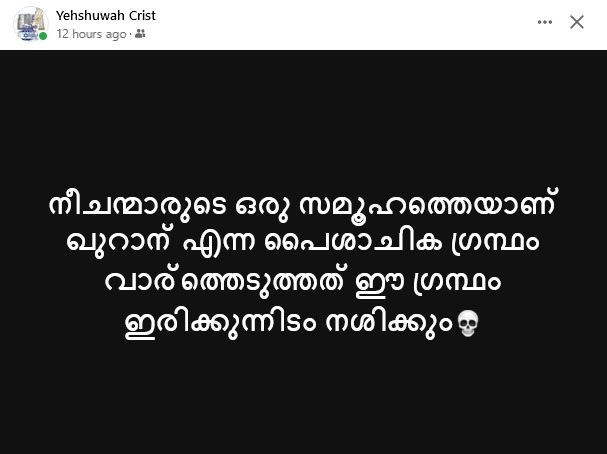 Yehshuwah Crist
12 hours ago ·
നീചന്മാരുടെ ഒരു സമൂഹത്തെയാണ്
ഖുറാന് എന്ന പൈശാചിക ഗ്രന്ഥം
വാര്ത്തെടുത്തത് ഈ ഗ്രന്ഥം
ഇരിക്കുന്നിടം നശിക്കും💀